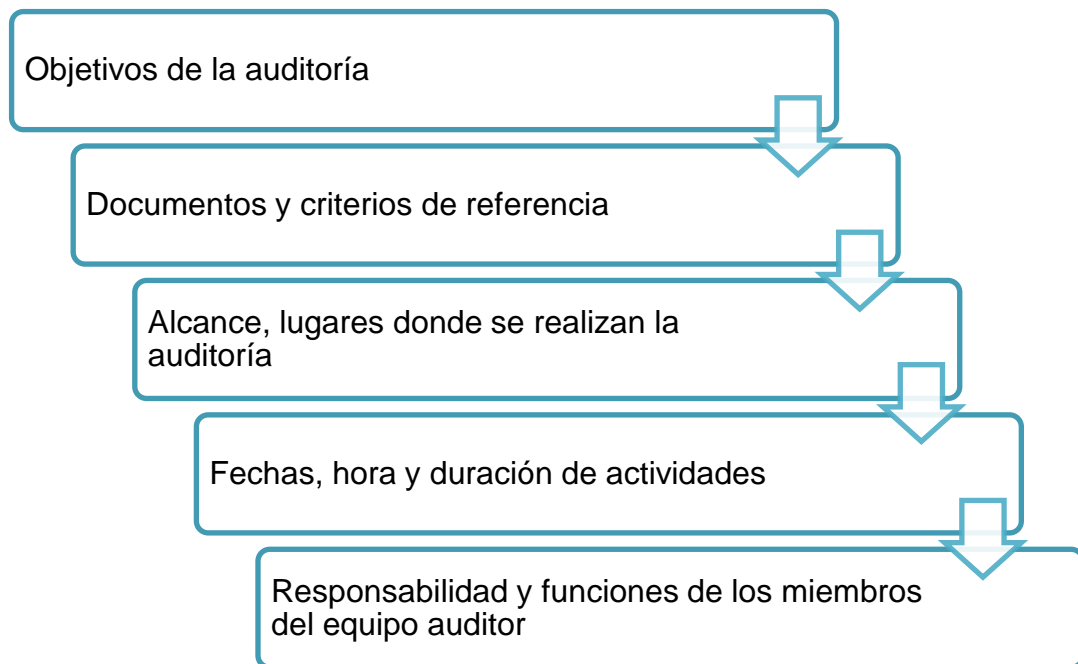 Objetivos de la auditoría
Documentos y criterios de referencia
Alcance, lugares donde se realizan la
auditoría
Fechas, hora y duración de actividades
Responsabilidad y funciones de los miembros
del equipo auditor